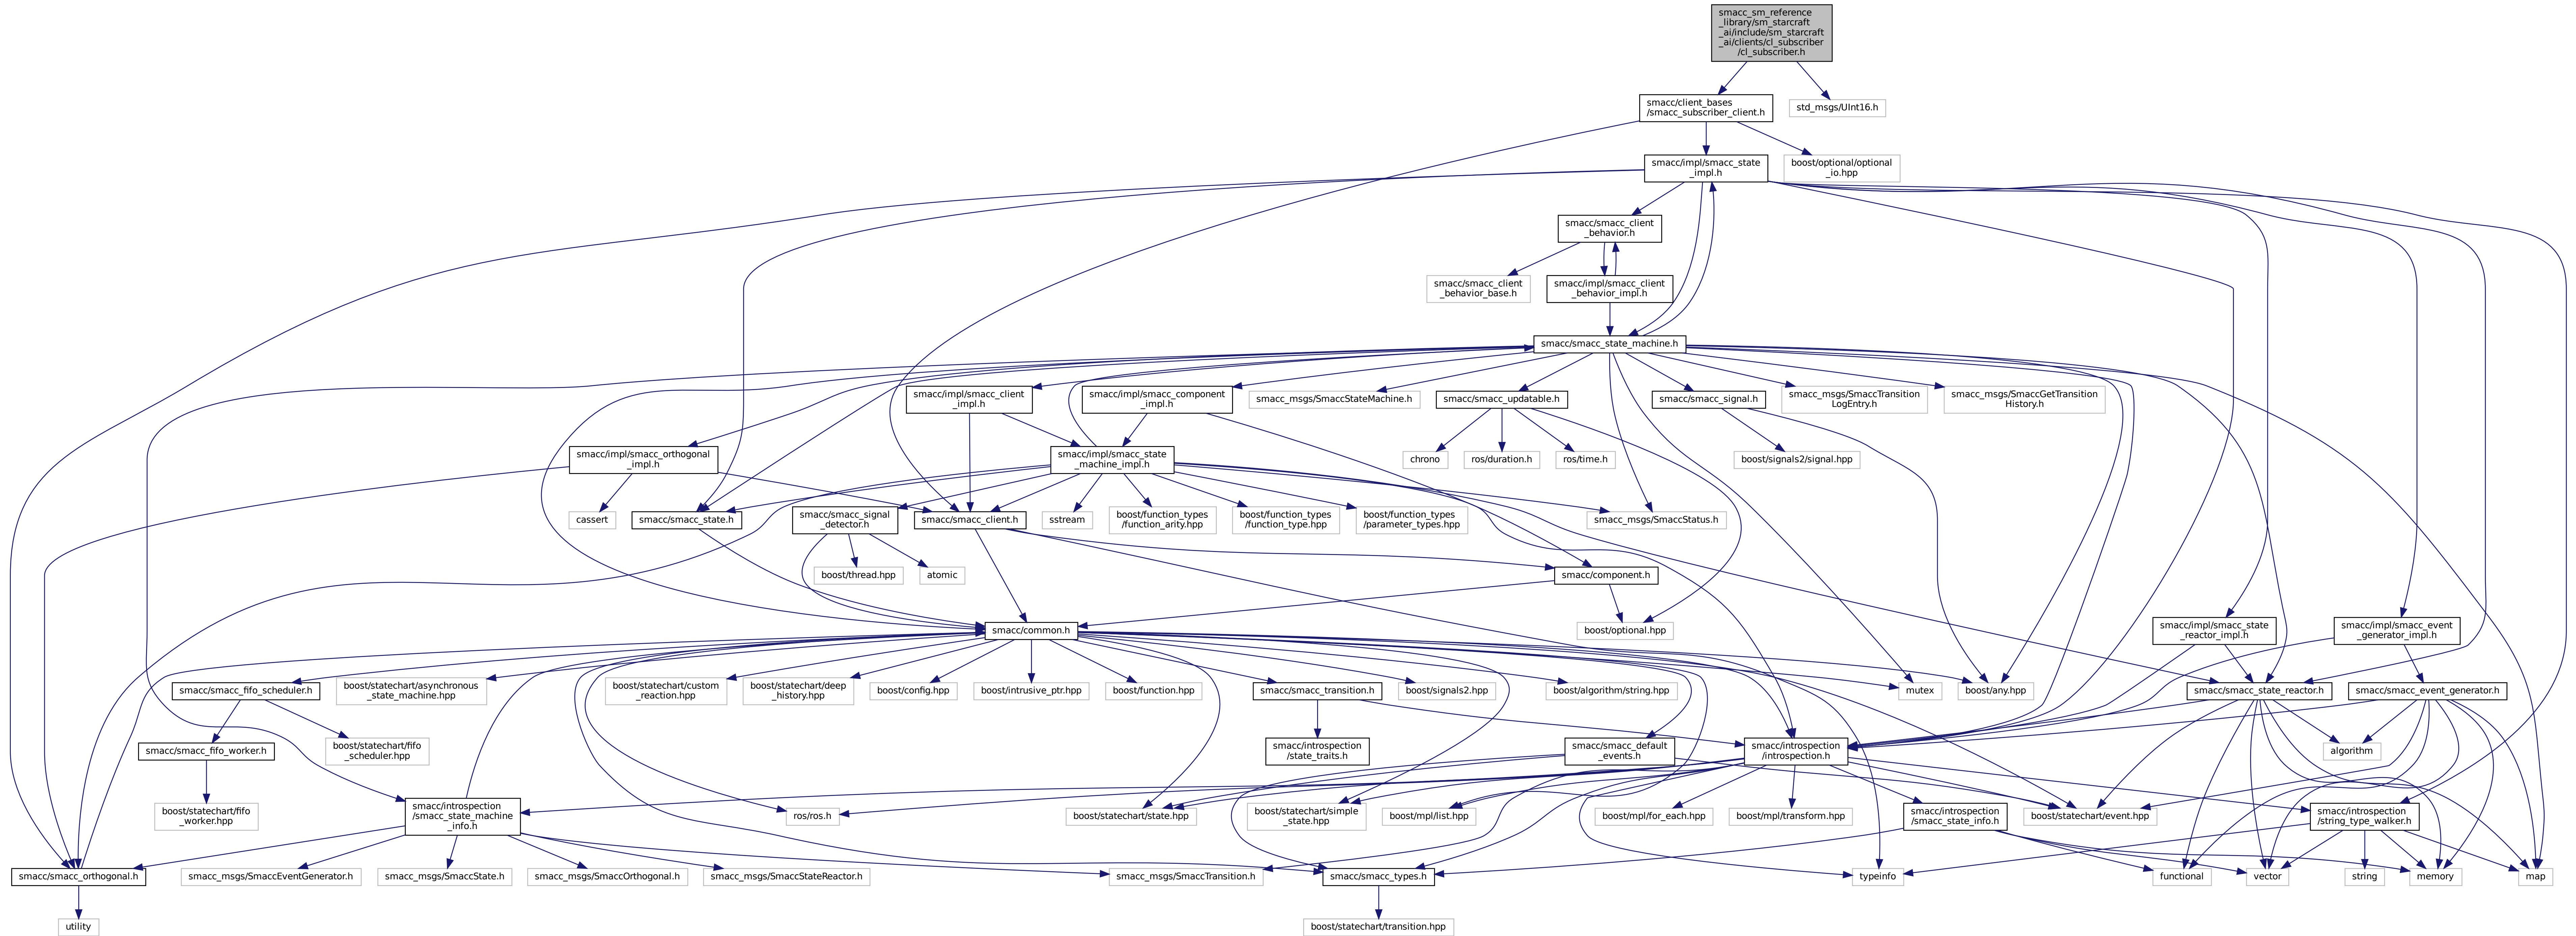 smacc_sm_reference
_library/sm_starcraft
_ai/include/sm_starcraft
_ai/clients/cl_subscriber
/cl_subscriber.h
smacc/client_bases
/smacc_subscriber_client.h
std_msgs/UInt16.h
smacc/impl/smacc_state
_impl.h
boost/optional/optional
_io.hpp
smacc/smacc_client
_behavior.h
smacc/smacc_client
_behavior_base.h
smacc/impl/smacc_client
_behavior_impl.h
smacc/smacc_state_machine.h
smacc/impl/smacc_client
_impl.h
smacc/impl/smacc_component
_impl.h
smacc_msgs/SmaccStateMachine.h
smacc/smacc_updatable.h
smacc/smacc_signal.h
smacc_msgs/SmaccTransition
LogEntry.h
smacc_msgs/SmaccGetTransition
History.h
smacc/impl/smacc_orthogonal
_impl.h
smacc/impl/smacc_state
_machine_impl.h
chrono
ros/duration.h
ros/time.h
boost/signals2/signal.hpp
cassert
smacc/smacc_state.h
smacc/smacc_signal
_detector.h
smacc/smacc_client.h
sstream
boost/function_types
/function_arity.hpp
boost/function_types
/function_type.hpp
boost/function_types
/parameter_types.hpp
smacc_msgs/SmaccStatus.h
boost/thread.hpp
atomic
smacc/component.h
smacc/common.h
boost/optional.hpp
smacc/impl/smacc_state
_reactor_impl.h
smacc/impl/smacc_event
_generator_impl.h
smacc/smacc_fifo_scheduler.h
boost/statechart/asynchronous
_state_machine.hpp
boost/statechart/custom
_reaction.hpp
boost/statechart/deep
_history.hpp
boost/config.hpp
boost/intrusive_ptr.hpp
boost/function.hpp
smacc/smacc_transition.h
boost/signals2.hpp
boost/algorithm/string.hpp
mutex
boost/any.hpp
smacc/smacc_state_reactor.h
smacc/smacc_event_generator.h
smacc/smacc_fifo_worker.h
boost/statechart/fifo
_scheduler.hpp
smacc/introspection
/state_traits.h
smacc/smacc_default
_events.h
smacc/introspection
/introspection.h
algorithm
boost/statechart/fifo
_worker.hpp
smacc/introspection
/smacc_state_machine
_info.h
ros/ros.h
boost/statechart/state.hpp
boost/statechart/simple
_state.hpp
boost/mpl/list.hpp
boost/mpl/for_each.hpp
boost/mpl/transform.hpp
smacc/introspection
/smacc_state_info.h
boost/statechart/event.hpp
smacc/introspection
/string_type_walker.h
smacc/smacc_orthogonal.h
smacc_msgs/SmaccEventGenerator.h
smacc_msgs/SmaccState.h
smacc_msgs/SmaccOrthogonal.h
smacc_msgs/SmaccStateReactor.h
smacc_msgs/SmaccTransition.h
smacc/smacc_types.h
typeinfo
functional
vector
string
memory
map
utility
boost/statechart/transition.hpp